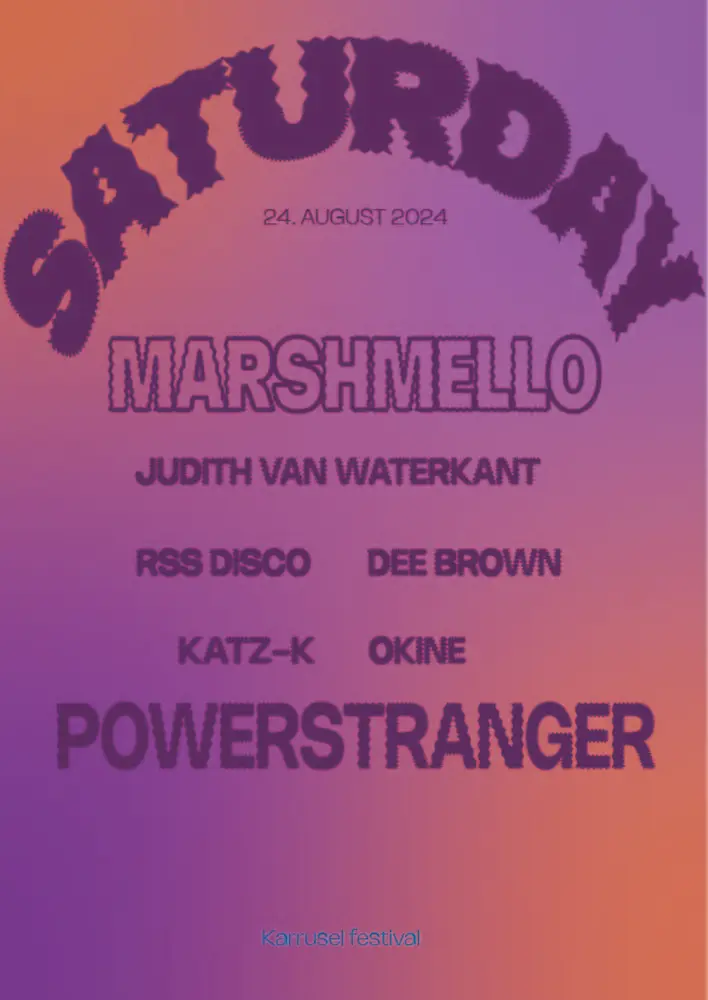 SATURDAY
24. AUGUST 2024
MARSHMELLO
JUDITH VAN WATERKANT
RSS DISCO DEE BROWN
KATZ-K OKINE
POWERSTRANGER
Karrusel festival